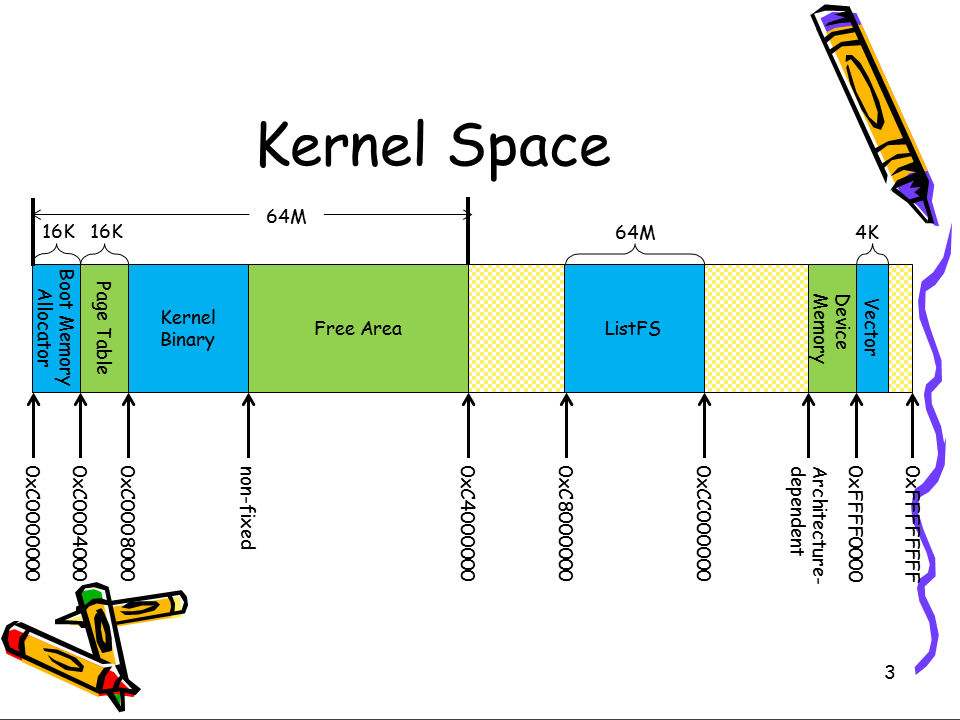 Kernel Space
64M
16K
16K
64M
4K
Boot Memory
Allocator
Page Table
Kernel
Binary
Free Area
ListFS
Device
Memory
Vector
0xC0000000
0xC0004000
0xC0008000
non-fixed
0xC4000000
0xC8000000
0xCC000000
Architecture-
dependent
0xFFFF0000
0xFFFFFFFF
3